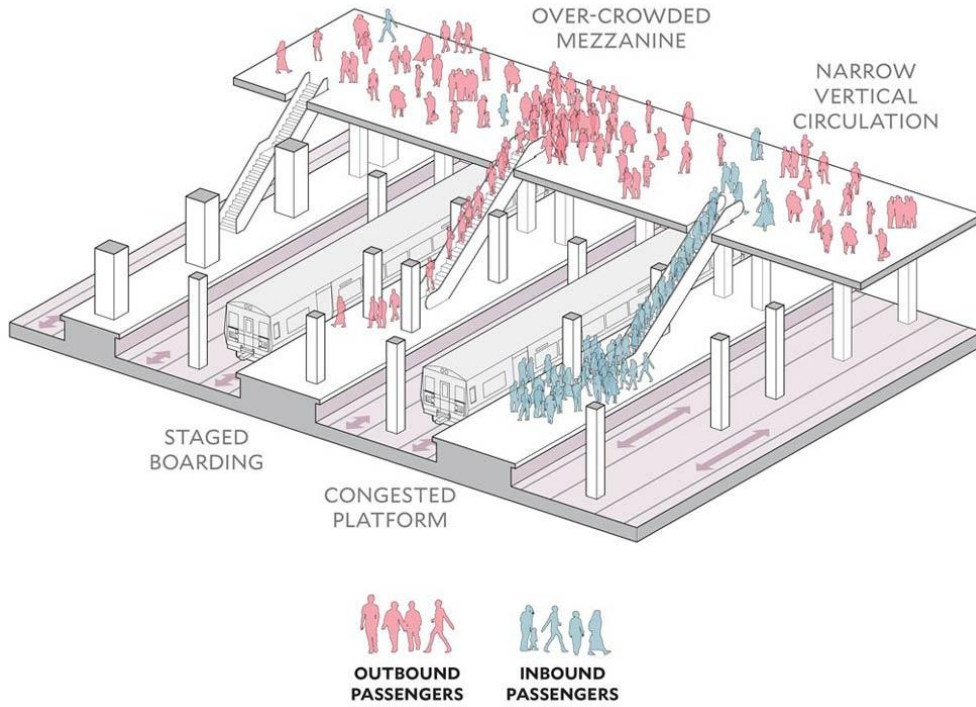 OVER-CROWDED
MEZZANINE
NARROW
VERTICAL
CIRCULATION
STAGED
BOARDING
CONGESTED
PLATFORM
OUTBOUND
PASSENGERS
INBOUND
PASSENGERS